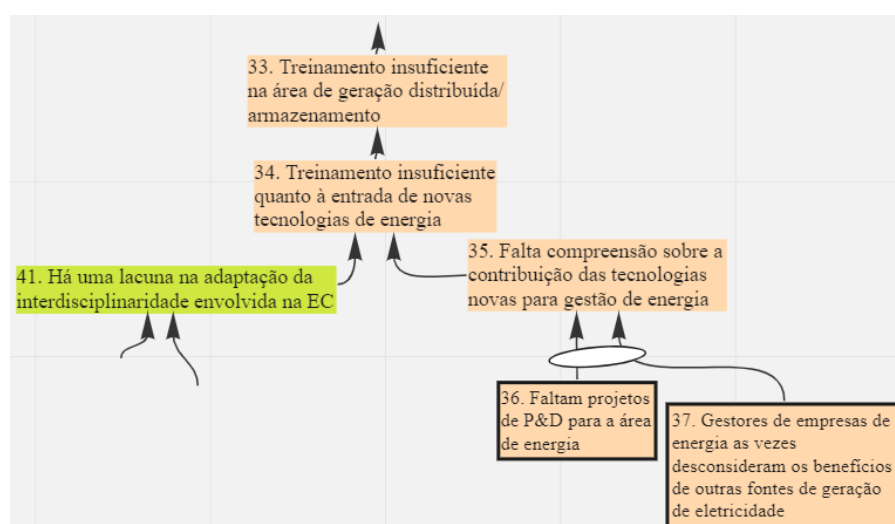 33. Treinamento insuficiente
na área de geração distribuída/
armazenamento
34. Treinamento insuficiente
quanto à entrada de novas
tecnologias de energia
41. Há uma lacuna na adaptação da
interdisciplinaridade envolvida na EC
35. Falta compreensão sobre a
contribuição das tecnologias
novas para gestão de energia
36. Faltam projetos
de P&D para a área
de energia
37. Gestores de empresas de
energia as vezes
desconsideram os benefícios
de outras fontes de geração
de eletricidade